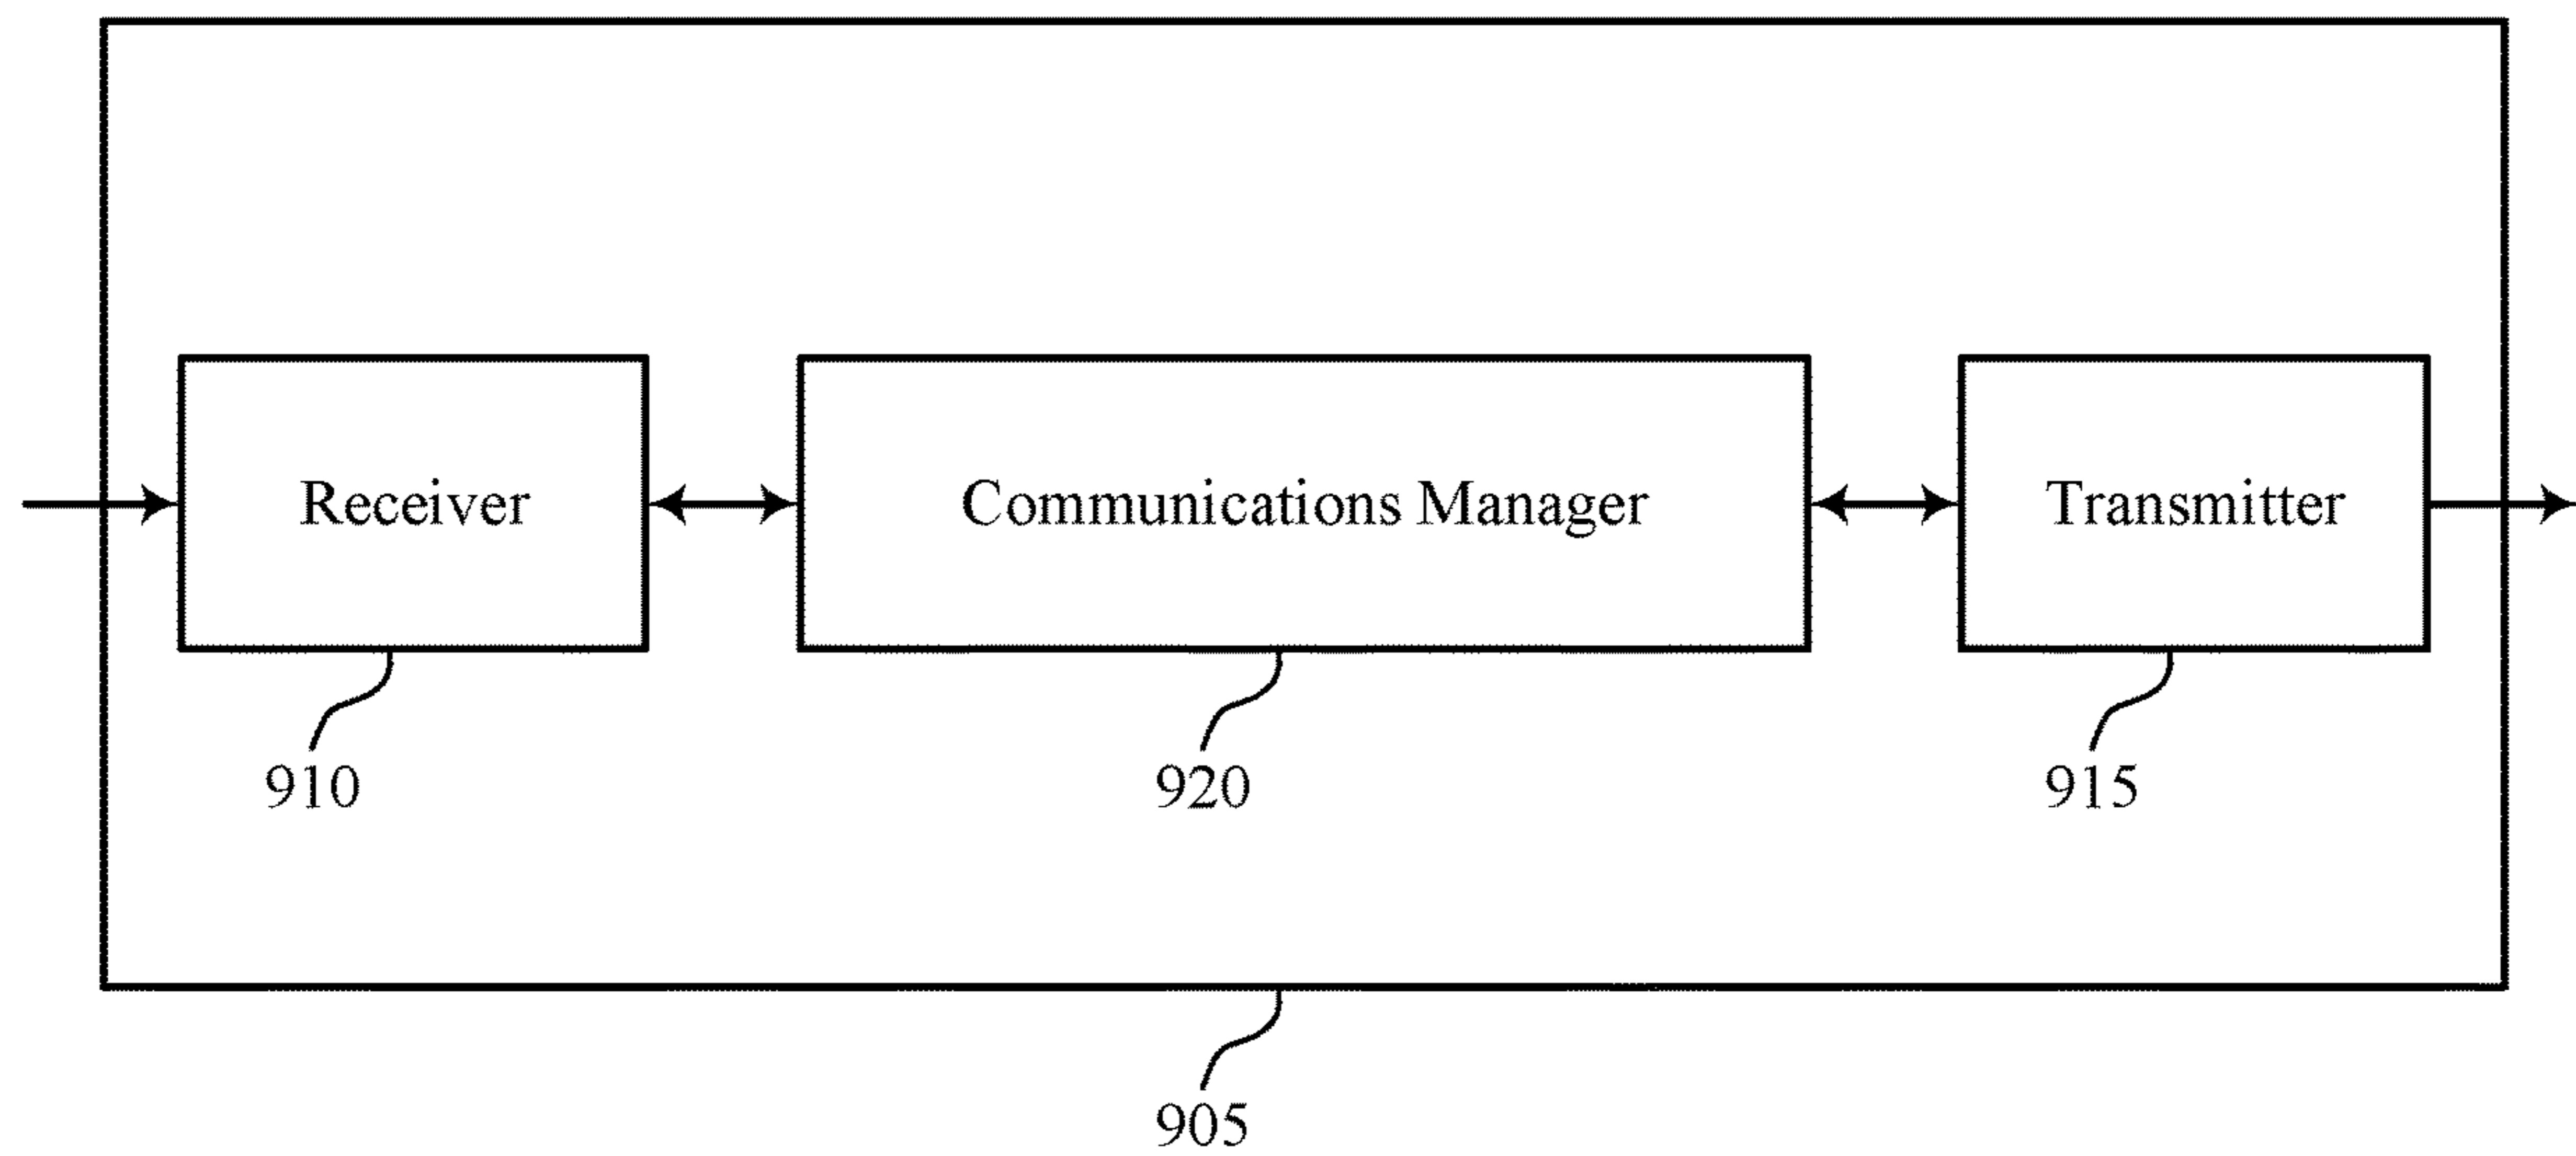 Receiver
Communications Manager
Transmitter
910
920
915
905